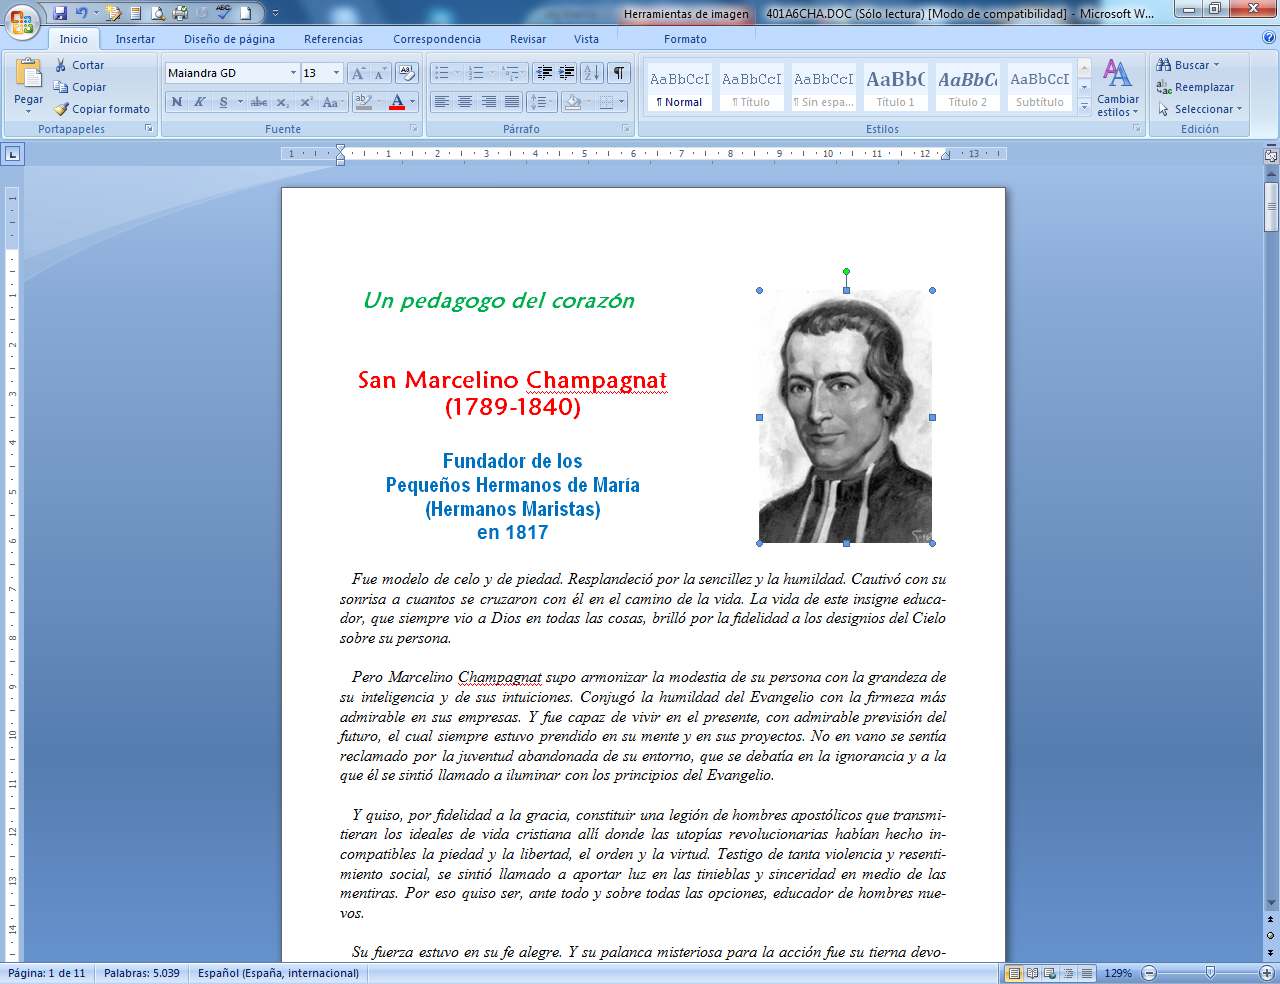 Herramientas de imagen 401A6CHA.DOC (Sólo lectura) [Modo de compatibilidad] - Microsoft W...
Inicio Insertar Diseño de página Referencias Correspondencia Revisar Vista Formato
Pegar
Cortar
Copiar
Copiar formato
Portapapeles
Maiandra GD 13
Fuente
Párrafo
AaBbCcI AaBbCcI AaBbCcI AaBbC AaBbCc AaBbCcI
¶ Normal ¶ Título ¶ Sin espa... Título 1 Título 2 Subtítulo
Cambiar
estilos
Estilos
Buscar
Reemplazar
Seleccionar
Edición
1 1 2 3 4 5 6 7 8 9 10 11 12 13
Un pedagogo del corazón
San Marcelino Champagnat
(1789-1840)
Fundador de los
Pequeños Hermanos de María
(Hermanos Maristas)
en 1817
Fue modelo de celo y de piedad. Resplandeció por la sencillez y la humildad. Cautivó con su
sonrisa a cuantos se cruzaron con él en el camino de la vida. La vida de este insigne educa-
dor, que siempre vio a Dios en todas las cosas, brilló por la fidelidad a los designios del Cielo
sobre su persona.
Pero Marcelino Champagnat supo armonizar la modestia de su persona con la grandeza de
su inteligencia y de sus intuiciones. Conjugó la humildad del Evangelio con la firmeza más
admirable en sus empresas. Y fue capaz de vivir en el presente, con admirable previsión del
futuro, el cual siempre estuvo prendido en su mente y en sus proyectos. No en vano se sentía
reclamado por la juventud abandonada de su entorno, que se debatía en la ignorancia y a la
que él se sintió llamado a iluminar con los principios del Evangelio.
Y quiso, por fidelidad a la gracia, constituir una legión de hombres apostólicos que transmi-
tieran los ideales de vida cristiana allí donde las utopías revolucionarias habían hecho in-
compatibles la piedad y la libertad, el orden y la virtud. Testigo de tanta violencia y resenti-
miento social, se sintió llamado a aportar luz en las tinieblas y sinceridad en medio de las
mentiras. Por eso quiso ser, ante todo y sobre todas las opciones, educador de hombres nue-
vos.
Su fuerza estuvo en su fe alegre. Y su palanca misteriosa para la acción fue su tierna devo-
Página: 1 de 11 Palabras: 5.039 Español (España, internacional) 129%